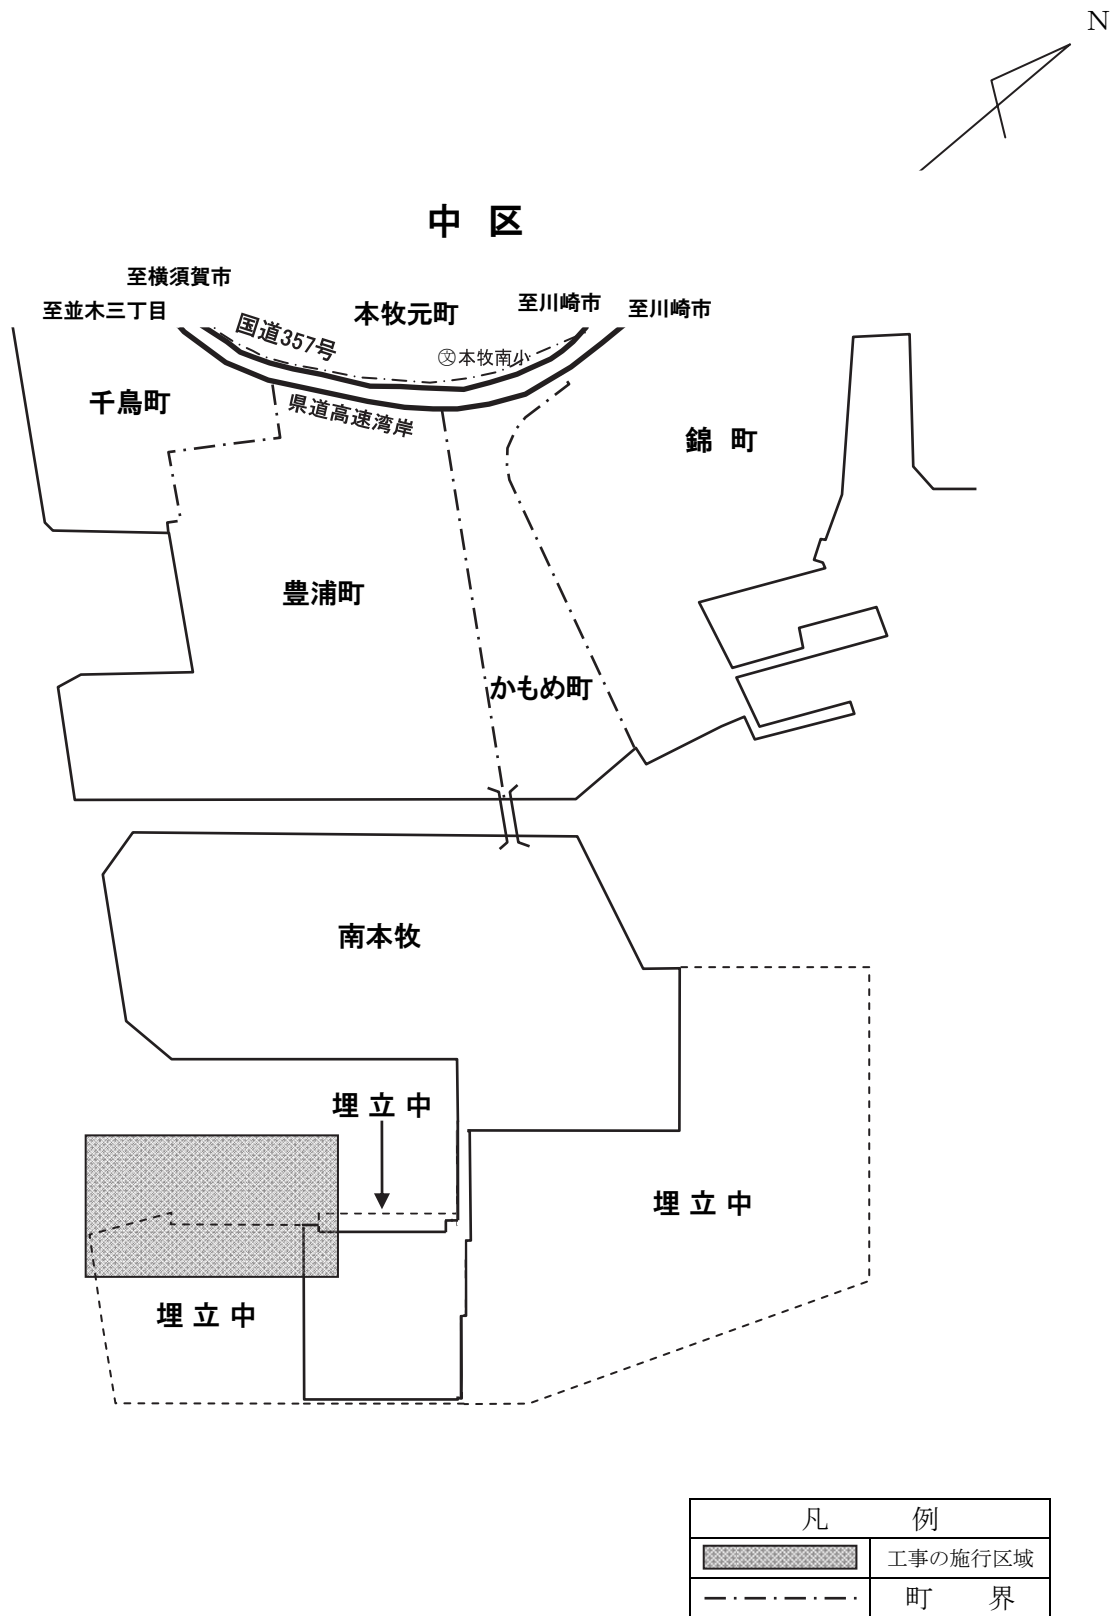 N
中 区
至横須賀市
至並木三丁目
本牧元町
至川崎市
至川崎市
国道357号
㊫本牧南小
千鳥町
県道高速湾岸
錦 町
豊浦町
かもめ町
南本牧
埋 立 中
埋 立 中
埋 立 中
凡 例
工事の施行区域
町 界